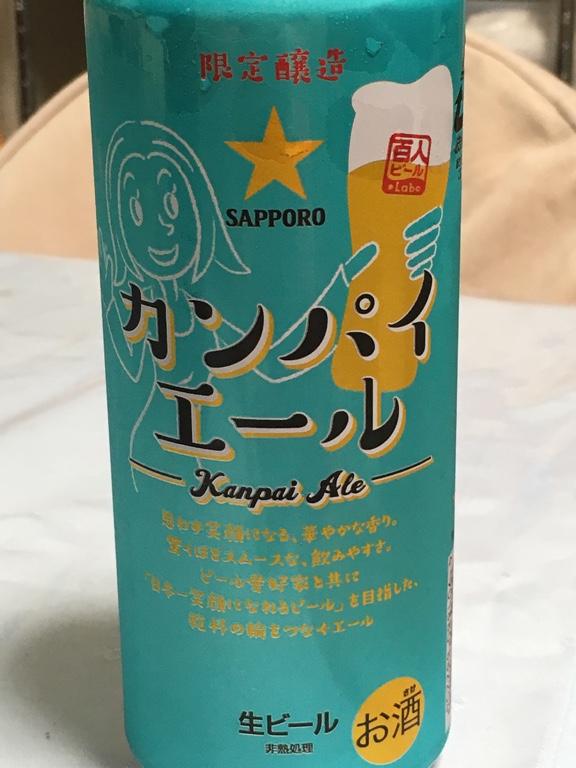 限定醸造
百人
ビール
Labo
SAPPORO
カンパイ
エール
Kanpai Ale
思わず笑顔になる、華やかな香り。
驚くほどスムースな、飲みやすさ。
ビール愛好家と共に
「日本一笑顔になれるビール」を目指した、
乾杯の輪をつなぐエール
生ビール
非熱処理
お酒